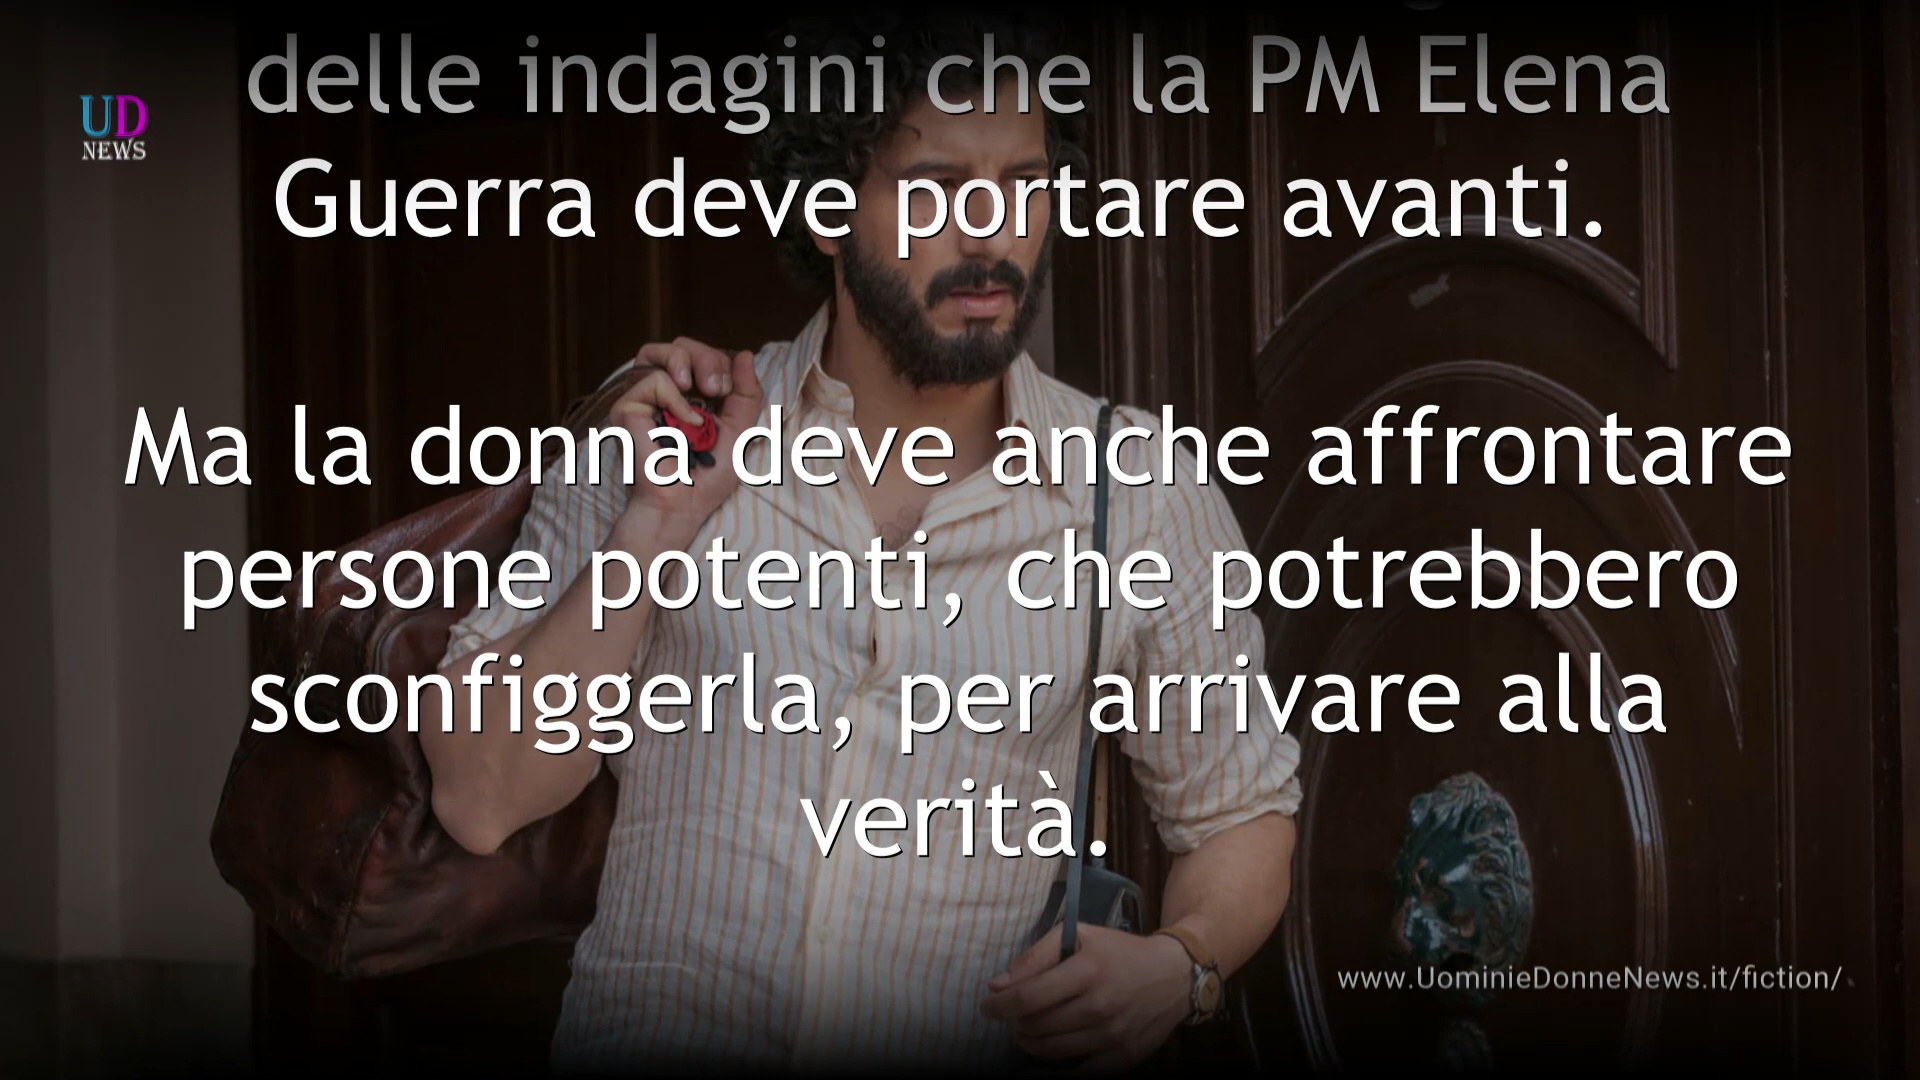 delle indagini che la PM Elena
UD
NEWS
Guerra deve portare avanti.
Ma la donna deve anche affrontare
persone potenti, che potrebbero
sconfiggerla, per arrivare alla
verità.
www.UominieDonneNews.it/fiction/